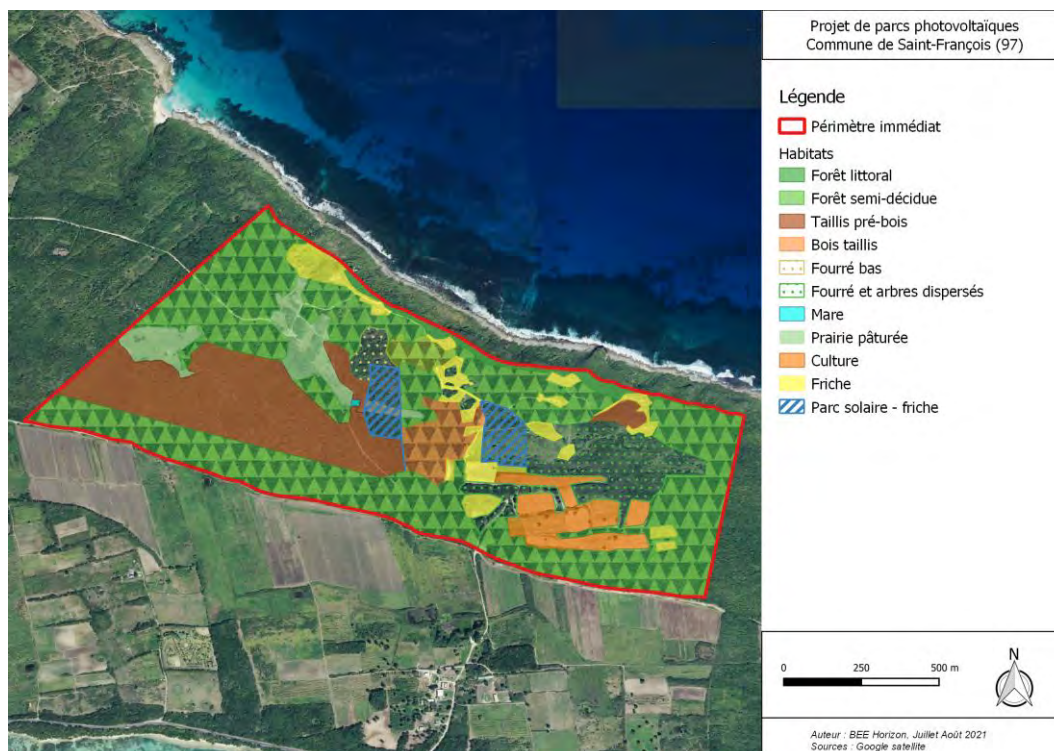 Projet de parcs photovoltaïques
Commune de Saint-François (97)
Légende
Périmètre immédiat
Habitats
Forêt littoral
Forêt semi-décidue
Taillis pré-bois
Bois taillis
Fourré bas
Fourré et arbres dispersés
Mare
Prairie pâturée
Culture
Friche
Parc solaire - friche
0 250 500 m
N
Auteur : BEE Horizon, Juillet Août 2021
Sources : Google satellite